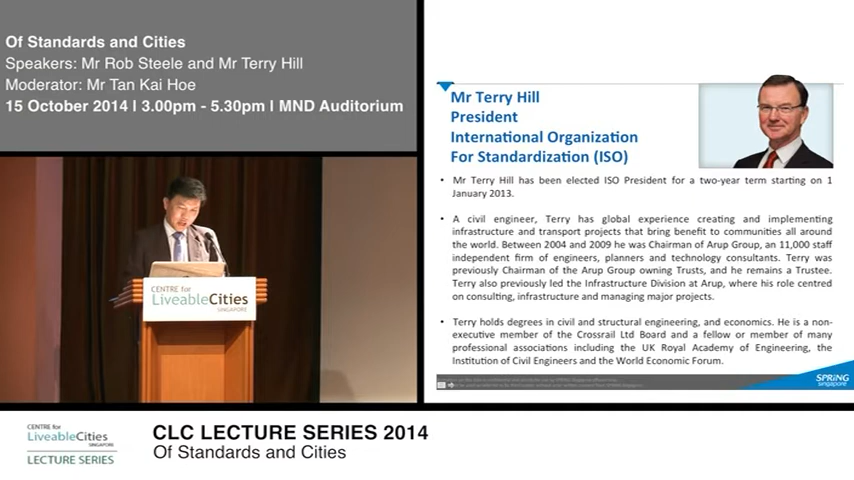 Of Standards and Cities
Speakers: Mr Rob Steele and Mr Terry Hill
Moderator: Mr Tan Kai Hoe
15 October 2014 I 3.00pm - 5.30pm I MND Auditorium
CENTRE for
LiveableCities
SINGAPORE
Mr Terry Hill
President
International Organization
For Standardization (ISO)
• Mr Terry Hill has been elected ISO President for a two-year term starting on 1
January 2013.
• A civil engineer, Terry has global experience creating and implementing
infrastructure and transport projects that bring benefit to communities all around
the world. Between 2004 and 2009 he was Chairman of Arup Group, an 11,000 staff
independent firm of engineers, planners and technology consultants. Terry was
previously Chairman of the Arup Group owning Trusts, and he remains a Trustee.
Terry also previously led the Infrastructure Division at Arup, where his role centred
on consulting, infrastructure and managing major projects.
• Terry holds degrees in civil and structural engineering, and economics. He is a non-
executive member of the Crossrail Ltd Board and a fellow or member of many
professional associations including the UK Royal Academy of Engineering, the
Institution of Civil Engineers and the World Economic Forum.
SPRING
singapore
CENTRE for
LiveableCities
SINGAPORE
LECTURE SERIES
CLC LECTURE SERIES 2014
Of Standards and Cities